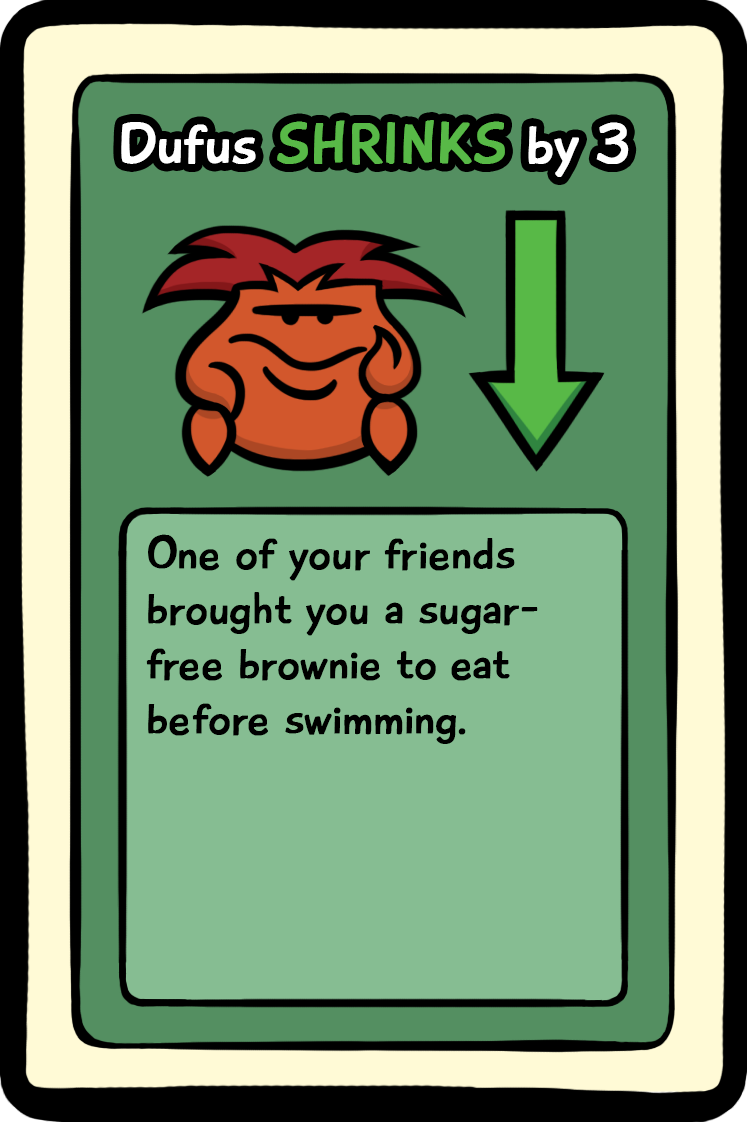 Dufus SHRINKS by 3
One of your friends
brought you a sugar-
free brownie to eat
before swimming.